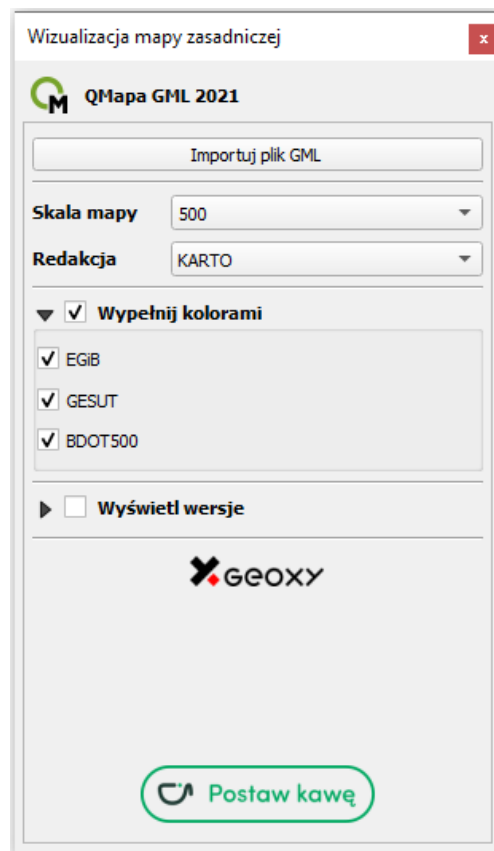 Wizualizacja mapy zasadniczej
x
QMapa GML 2021
Importuj plik GML
Skala mapy 500
Redakcja KARTO
Wypełnij kolorami
EGiB
GESUT
BDOT500
Wyświetl wersje
GEOXY
Postaw kawę